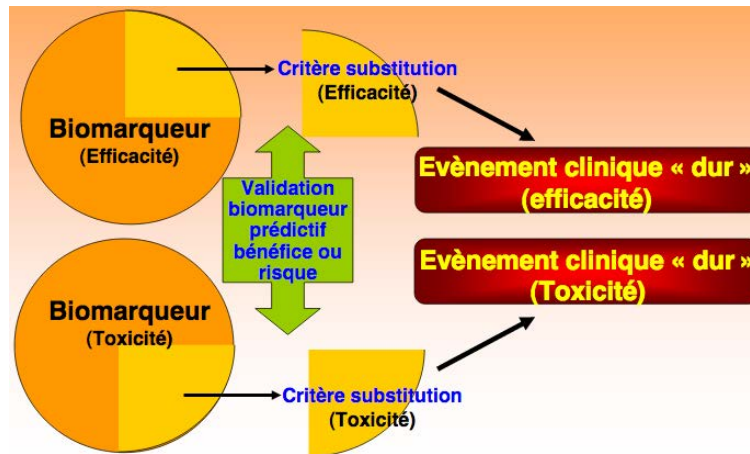 Critère substitution
(Efficacité)
Biomarqueur
(Efficacité)
Evènement clinique « dur »
(efficacité)
Validation
biomarqueur
prédictif
bénéfice ou
risque
Evènement clinique « dur »
(Toxicité)
Biomarqueur
(Toxicité)
Critère substitution
(Toxicité)